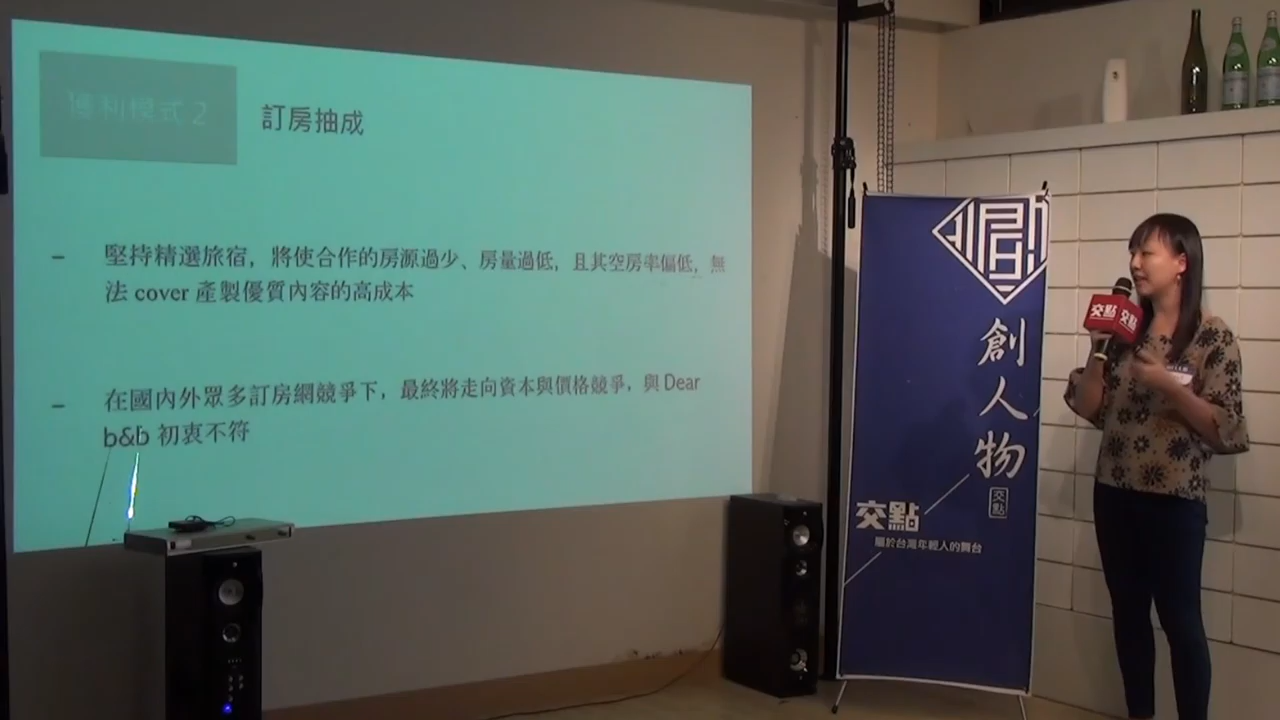 獲利模式 2
訂房抽成
- 堅持精選旅宿，將使合作的房源過少、房量過低，且其空房率偏低，無
法 cover 產製優質內容的高成本
- 在國內外眾多訂房網競爭下，最終將走向資本與價格競爭，與 Dear
b&b 初衷不符
創
人
物
交點
交點
屬於台灣年輕人的舞台
交點
交點